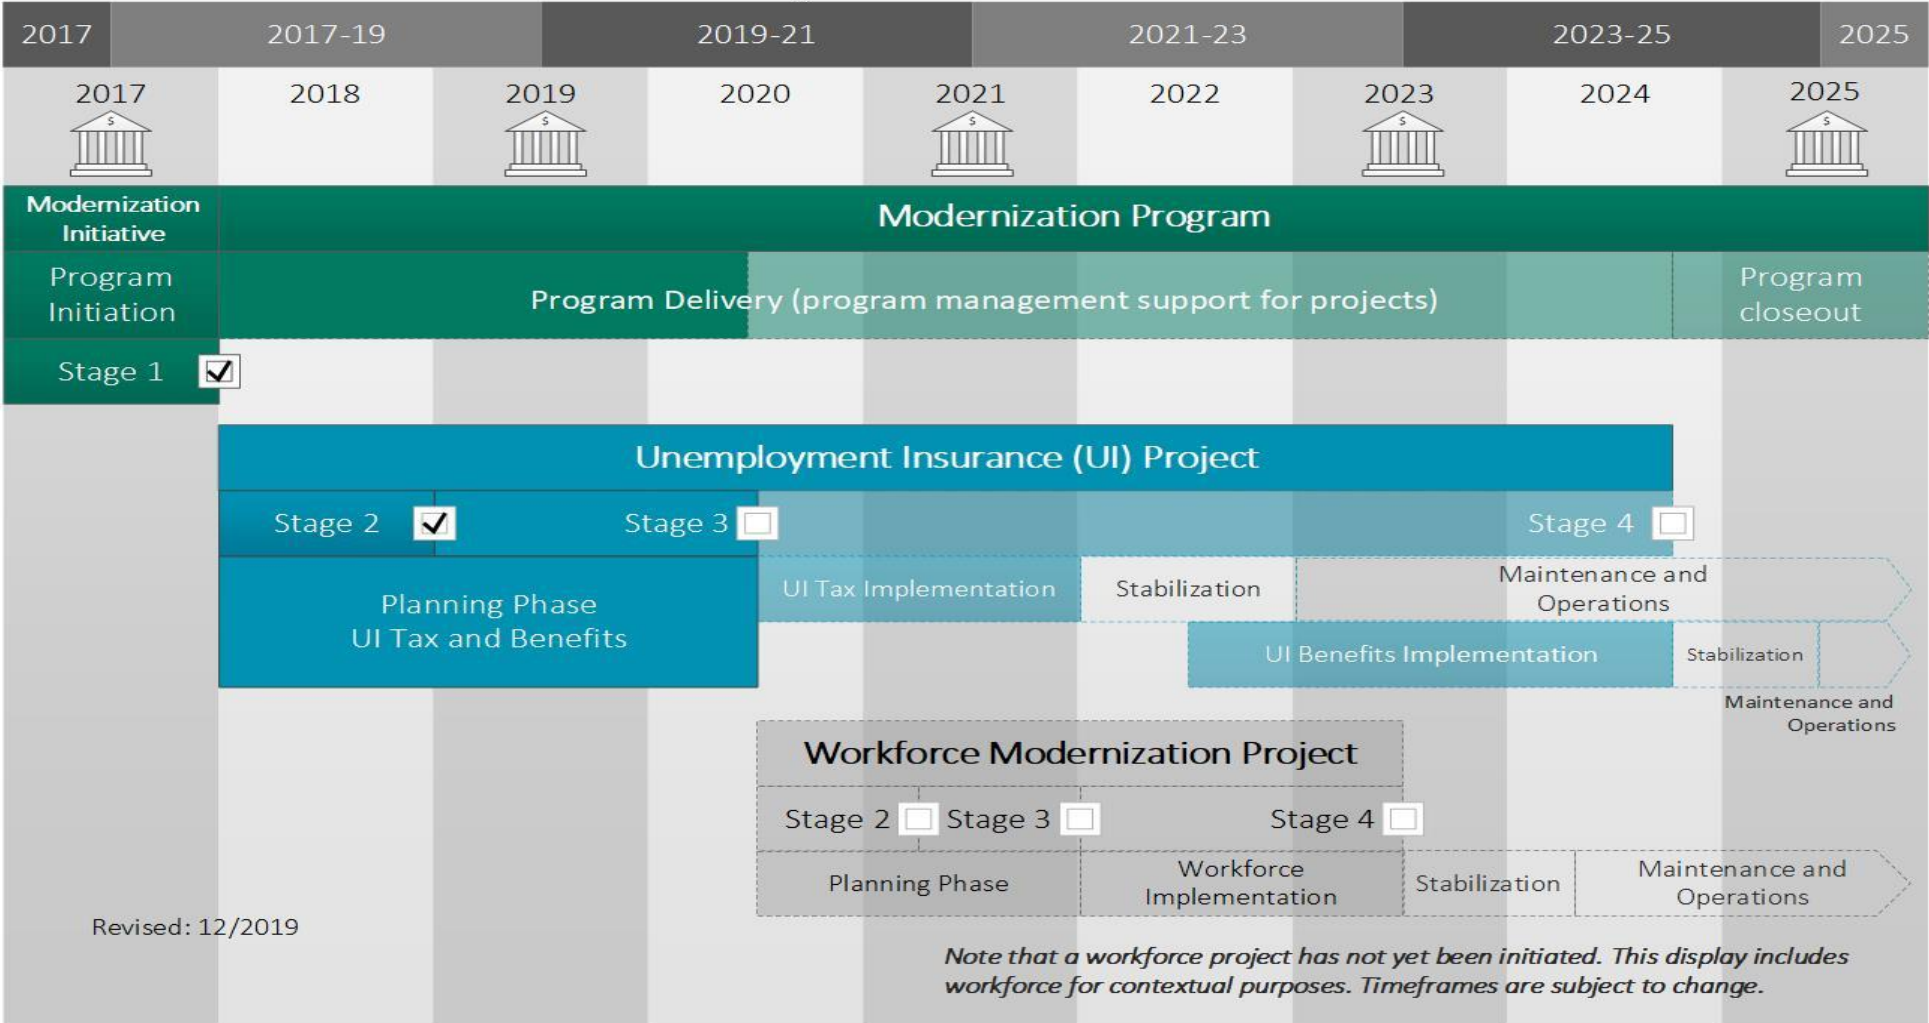 2017
2017-19
2019-21
2021-23
2023-25
2025
2017
2018
2019
2020
2021
2022
2023
2024
2025
$
$
$
$
$
Modernization
Initiative
Modernization Program
Program
Initiation
Program Delivery (program management support for projects)
Program
closeout
Stage 1
Unemployment Insurance (UI) Project
Stage 2
Stage 3
Stage 4
Planning Phase
UI Tax and Benefits
UI Tax Implementation
Stabilization
Maintenance and
Operations
UI Benefits Implementation
Stabilization
Maintenance and
Operations
Workforce Modernization Project
Stage 2
Stage 3
Stage 4
Planning Phase
Workforce
Implementation
Stabilization
Maintenance and
Operations
Revised: 12/2019
Note that a workforce project has not yet been initiated. This display includes
workforce for contextual purposes. Timeframes are subject to change.